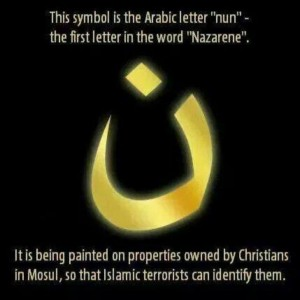 This symbol is the Arabic letter "nun" -
the first letter in the word "Nazarene".
ن
It is being painted on properties owned by Christians
in Mosul, so that Islamic terrorists can identify them.